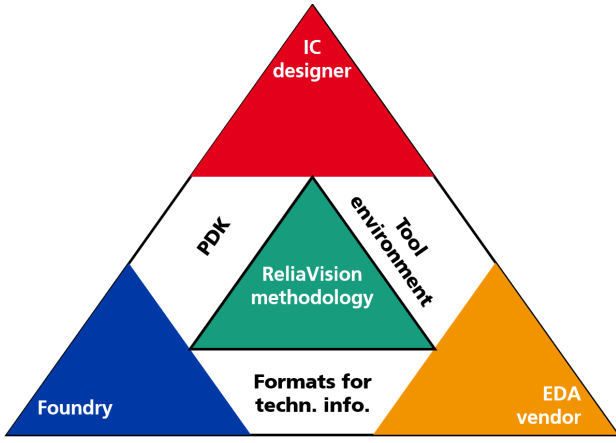 IC
designer
PDK
Tool
environment
ReliaVision
methodology
Formats for
techn. info.
Foundry
EDA
vendor